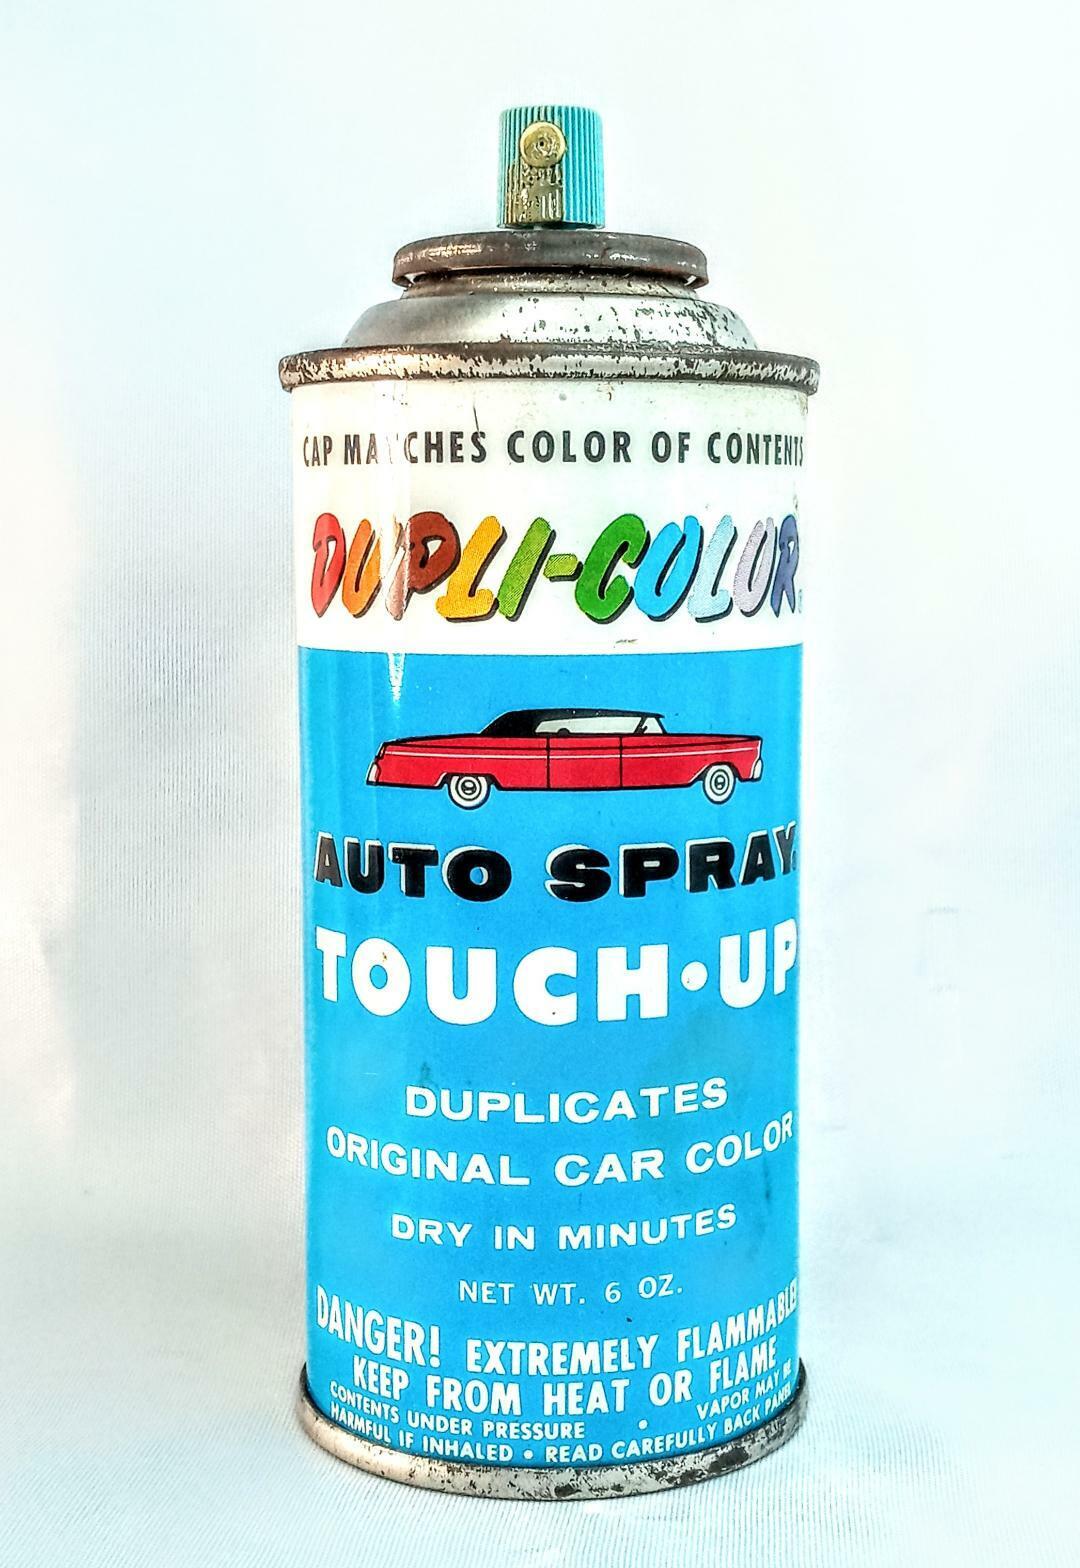 CAP MATCHES COLOR OF CONTENTS
DUPLI-COLOR®
AUTO SPRAY
TOUCH·UP
DUPLICATES
ORIGINAL CAR COLOR
DRY IN MINUTES
NET WT. 6 OZ.
DANGER! EXTREMELY FLAMMABLE!
KEEP FROM HEAT OR FLAME
CONTENTS UNDER PRESSURE • VAPOR MAY BE
HARMFUL IF INHALED • READ CAREFULLY BACK PANEL